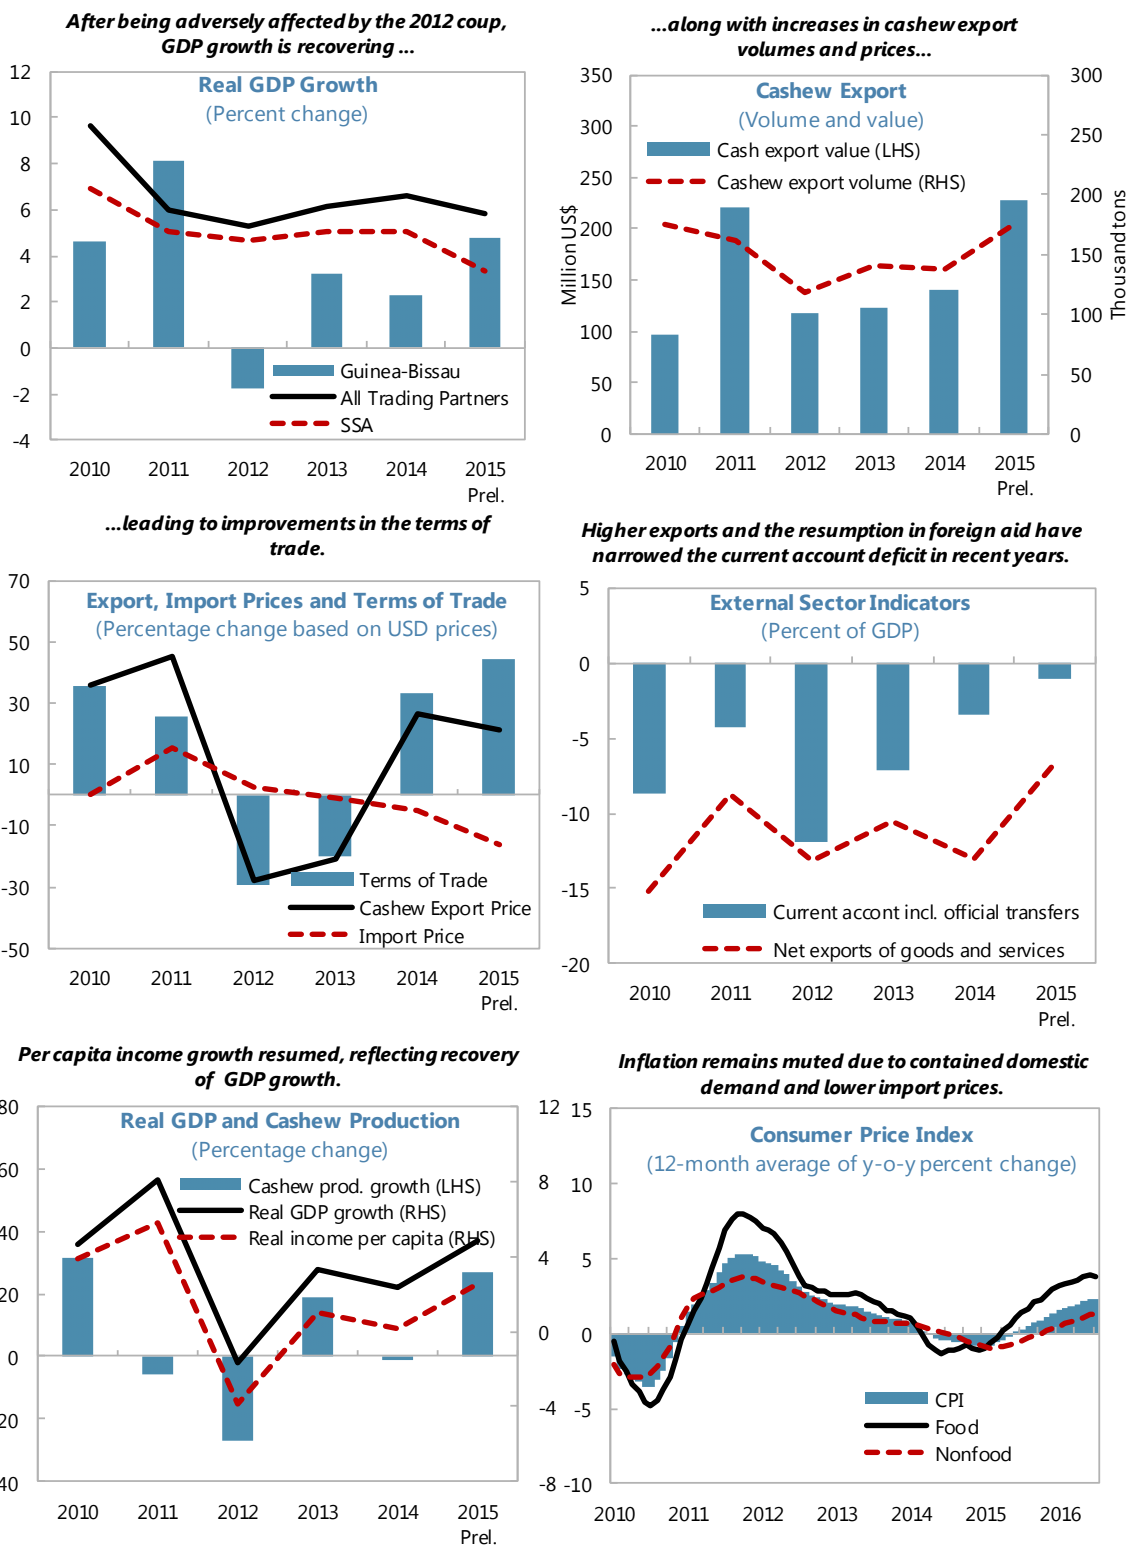 After being adversely affected by the 2012 coup,
GDP growth is recovering ...
Real GDP Growth
(Percent change)
12
10
8
6
4
2
0
-2
-4
Guinea-Bissau
All Trading Partners
SSA
2010 2011 2012 2013 2014 2015
Prel.
...along with increases in cashew export
volumes and prices...
Cashew Export
(Volume and value)
Cash export value (LHS)
Cashew export volume (RHS)
350
300
250
200
150
100
50
0
Million US$
300
250
200
150
100
50
0
Thousand tons
2010 2011 2012 2013 2014 2015
Prel.
...leading to improvements in the terms of
trade.
Export, Import Prices and Terms of Trade
(Percentage change based on USD prices)
70
50
30
10
-10
-30
-50
Terms of Trade
Cashew Export Price
Import Price
2010 2011 2012 2013 2014 2015
Prel.
Higher exports and the resumption in foreign aid have
narrowed the current account deficit in recent years.
External Sector Indicators
(Percent of GDP)
5
0
-5
-10
-15
-20
Current accont incl. official transfers
Net exports of goods and services
2010 2011 2012 2013 2014 2015
Prel.
Per capita income growth resumed, reflecting recovery
of GDP growth.
Real GDP and Cashew Production
(Percentage change)
Cashew prod. growth (LHS)
Real GDP growth (RHS)
Real income per capita (RHS)
80
60
40
20
0
20
40
12
8
4
0
-4
-8
2010 2011 2012 2013 2014 2015
Prel.
Inflation remains muted due to contained domestic
demand and lower import prices.
Consumer Price Index
(12-month average of y-o-y percent change)
15
10
5
0
-5
-10
CPI
Food
Nonfood
2010 2011 2012 2013 2014 2015 2016